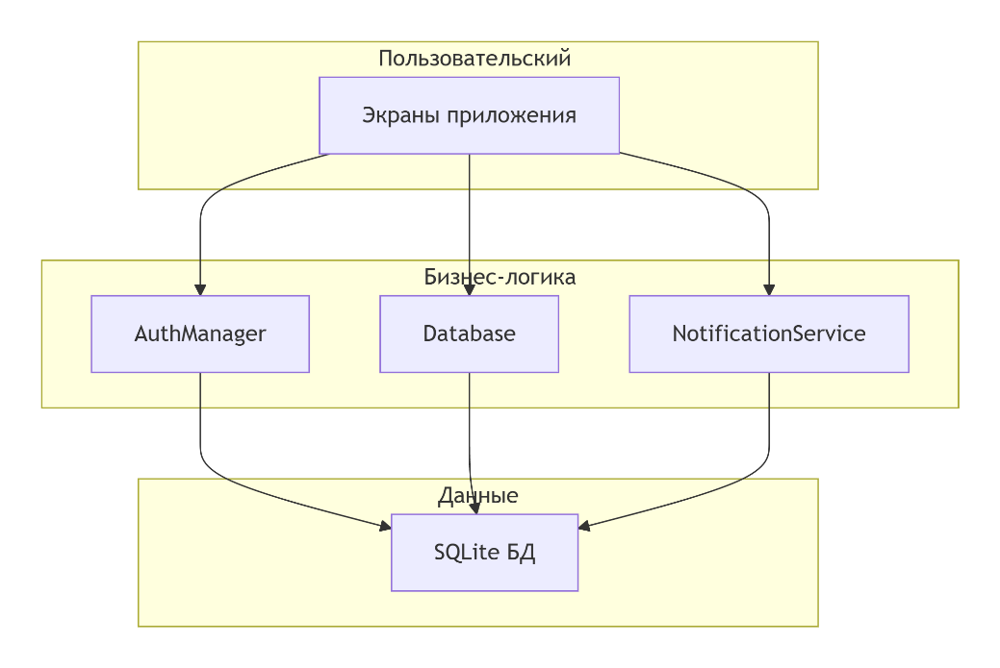 Пользовательский
Экраны приложения
Бизнес-логика
AuthManager
Database
NotificationService
Данные
SQLite БД